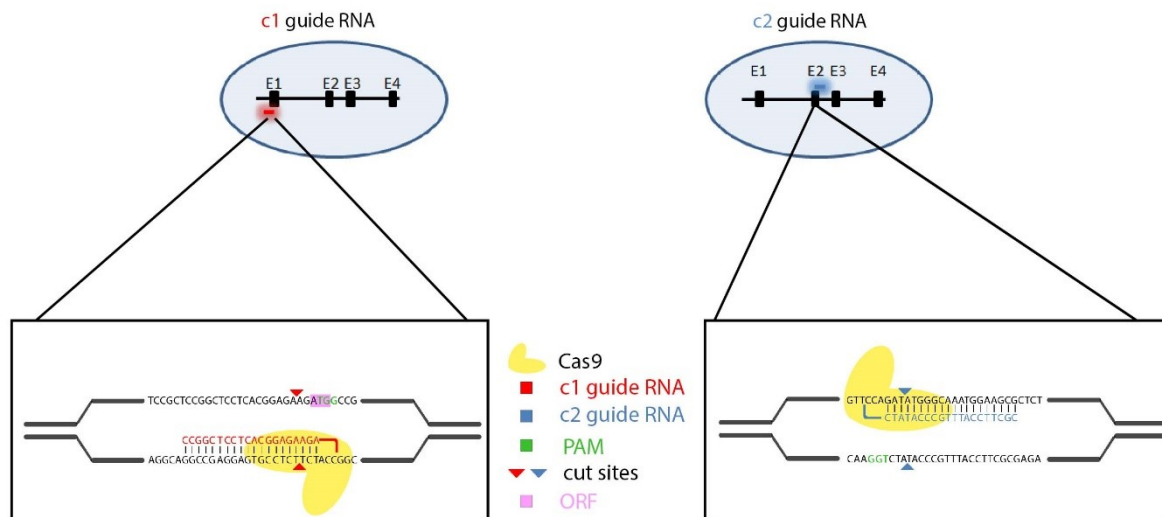 c1 guide RNA
c2 guide RNA
E1 E2 E3 E4
E1 E2 E3 E4
TCCGCTCCGGCTCCTCACGGAGAAGATGGCCG
CCGGCTCCTCACGGAGAAGA
AGGCAGGCCGAGGAGTGCCTCTTCTACCGGC
Cas9
c1 guide RNA
c2 guide RNA
PAM
cut sites
ORF
GTTCCAGATATGGGCAAATGGAAGCGCTCT
CTATACCCGTTTACCTTCGC
CAAGGTCTATACCCGTTTACCTTCGCGAGA